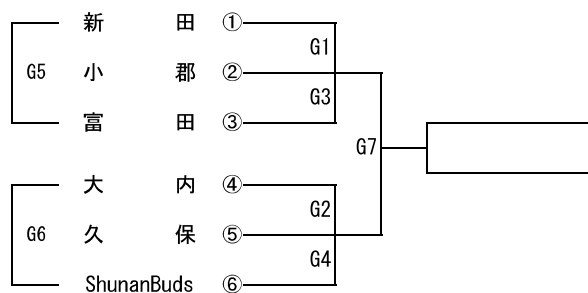 新 田 ①
G1
G5 小 郡 ②
G3
富 田 ③
G7
大 内 ④
G2
G6 久 保 ⑤
G4
ShunanBuds ⑥